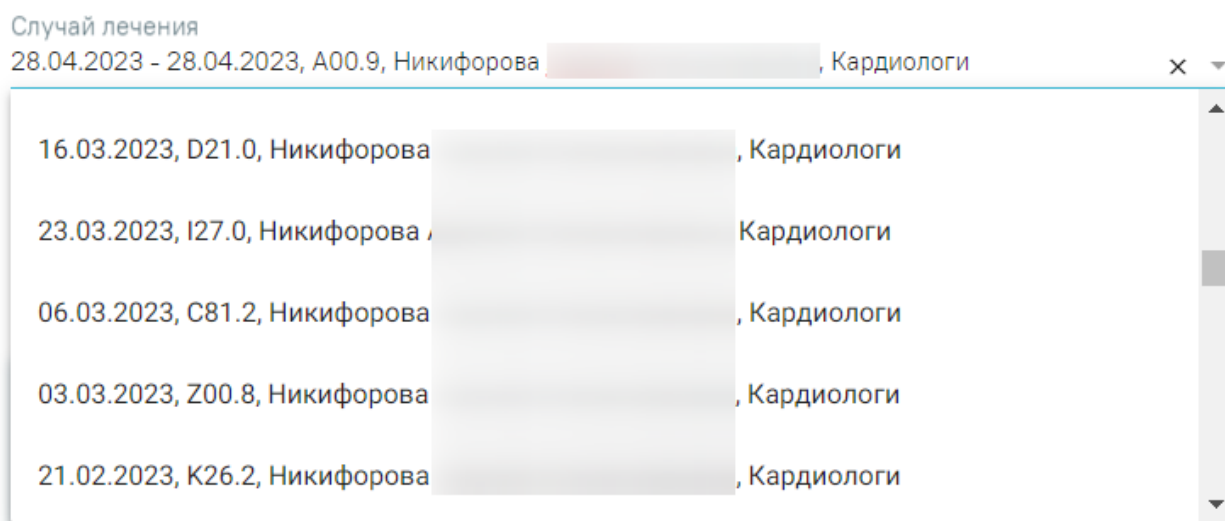 Случай лечения
28.04.2023 - 28.04.2023, A00.9, Никифорова , Кардиологи
16.03.2023, D21.0, Никифорова , Кардиологи
23.03.2023, I27.0, Никифорова Кардиологи
06.03.2023, C81.2, Никифорова , Кардиологи
03.03.2023, Z00.8, Никифорова , Кардиологи
21.02.2023, K26.2, Никифорова , Кардиологи